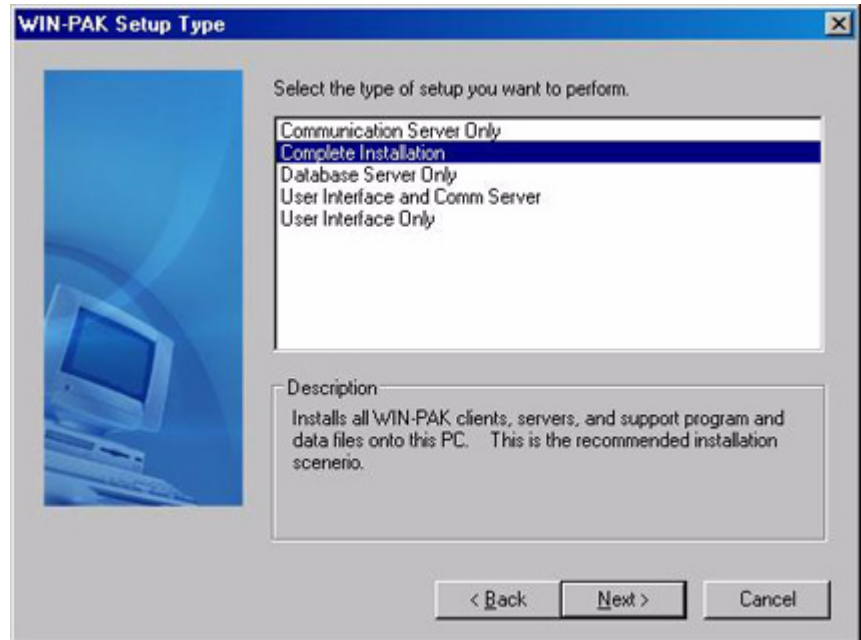 WIN-PAK Setup Type
Select the type of setup you want to perform.
Communication Server Only
Complete Installation
Database Server Only
User Interface and Comm Server
User Interface Only
Description
Installs all WIN-PAK clients, servers, and support program and
data files onto this PC. This is the recommended installation
scenerio.
< Back Next > Cancel